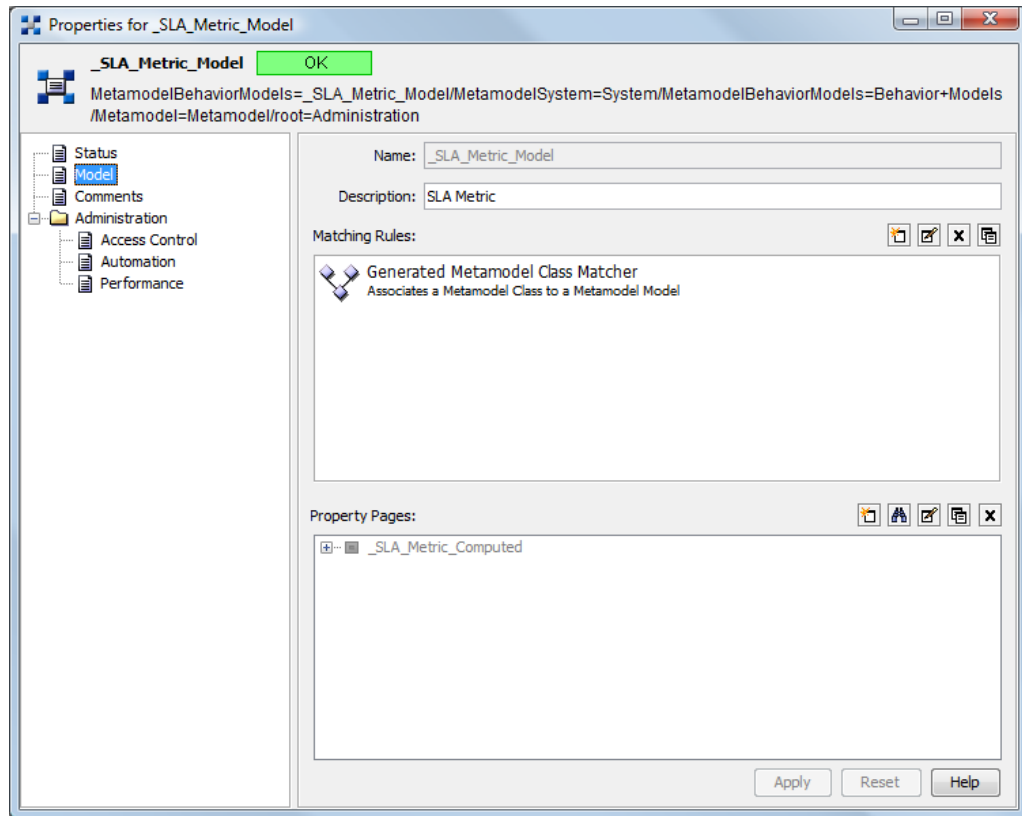 Properties for _SLA_Metric_Model
_SLA_Metric_Model OK
MetamodelBehaviorModels=_SLA_Metric_Model/MetamodelSystem=System/MetamodelBehaviorModels=Behavior+Models
/Metamodel=Metamodel/root=Administration
Status
Model
Comments
Administration
Access Control
Automation
Performance
Name: _SLA_Metric_Model
Description: SLA Metric
Matching Rules:
Generated Metamodel Class Matcher
Associates a Metamodel Class to a Metamodel Model
Property Pages:
_SLA_Metric_Computed
Apply Reset Help